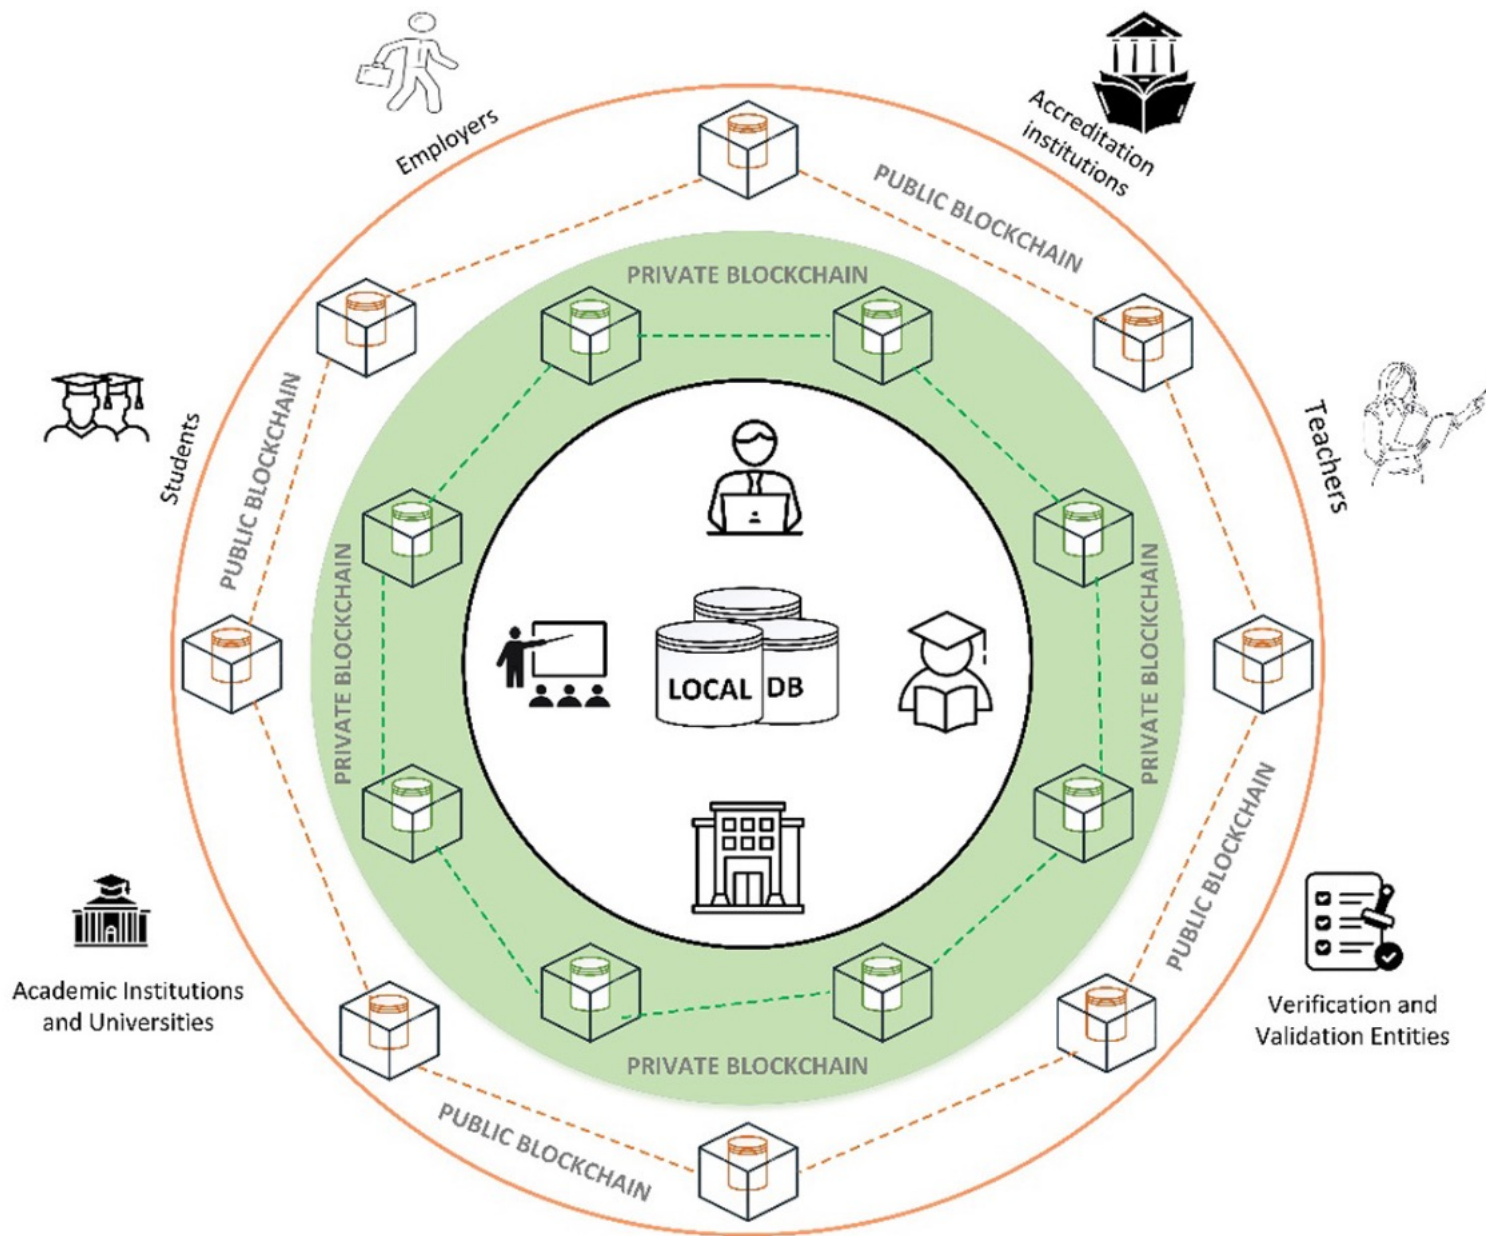 Employers
Accreditation
institutions
PUBLIC BLOCKCHAIN
PRIVATE BLOCKCHAIN
Students
PUBLIC BLOCKCHAIN
Teachers
PRIVATE BLOCKCHAIN
LOCAL DB
PRIVATE BLOCKCHAIN
PUBLIC BLOCKCHAIN
Academic Institutions
and Universities
Verification and
Validation Entities
PRIVATE BLOCKCHAIN
PUBLIC BLOCKCHAIN